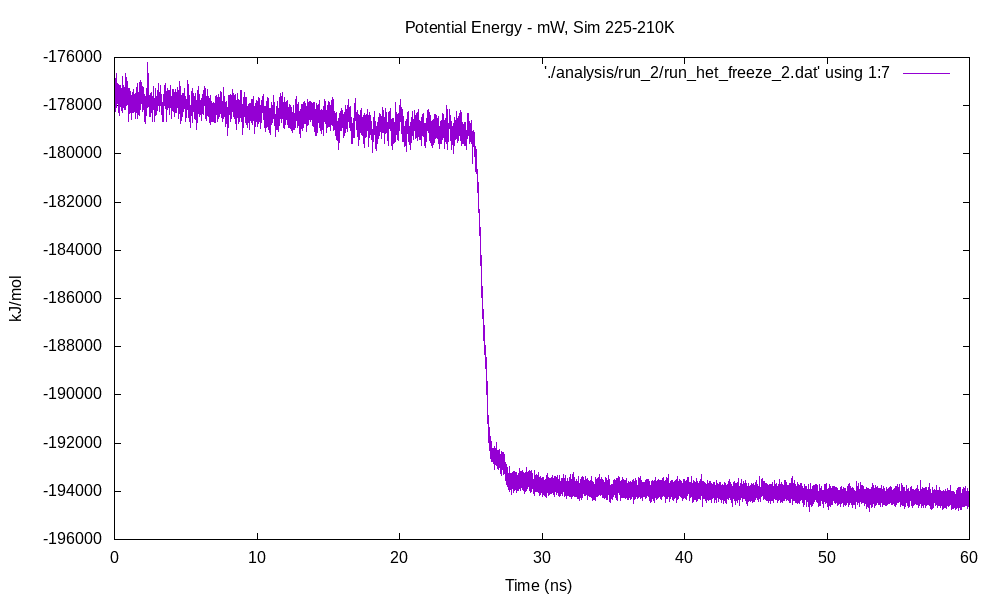 Potential Energy - mW, Sim 225-210K
'./analysis/run_2/run_het_freeze_2.dat' using 1:7
-176000
-178000
-180000
-182000
-184000
-186000
-188000
-190000
-192000
-194000
-196000
kJ/mol
0 10 20 30 40 50 60
Time (ns)